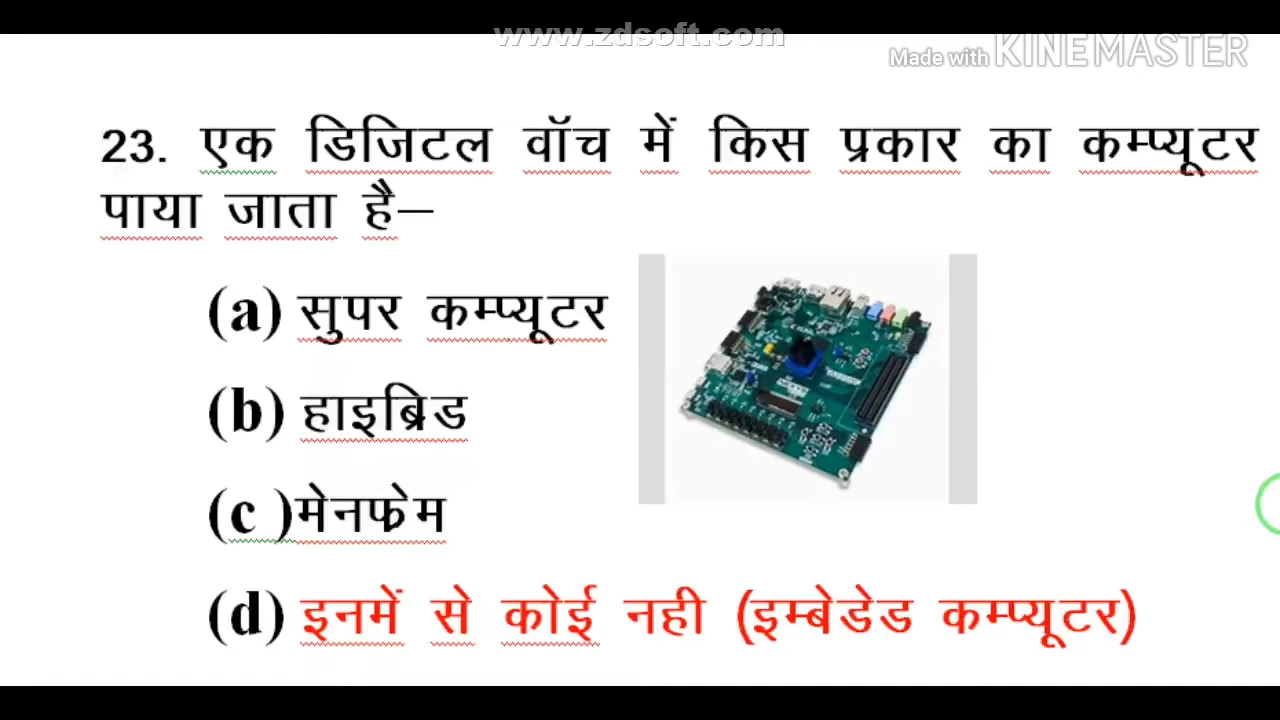 www.zdsoft.com
Made with KINEMASTER
23. एक डिजिटल वॉच में किस प्रकार का कम्प्यूटर
पाया जाता है–
(a) सुपर कम्प्यूटर
(b) हाइब्रिड
(c )मेनफेम
(d) इनमें से कोई नही (इम्बेडेड कम्प्यूटर)